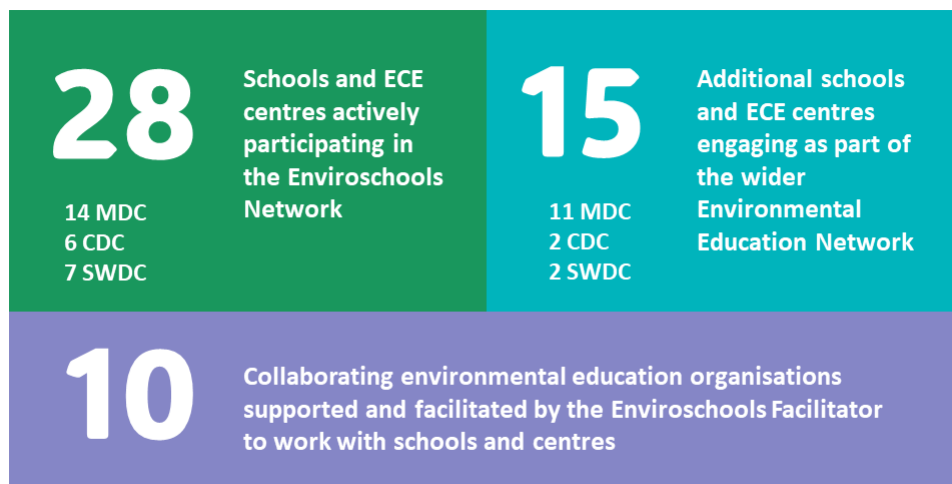 28
Schools and ECE
centres actively
participating in
the Enviroschools
Network
14 MDC
6 CDC
7 SWDC
15
Additional schools
and ECE centres
engaging as part of
the wider
Environmental
Education Network
11 MDC
2 CDC
2 SWDC
10
Collaborating environmental education organisations
supported and facilitated by the Enviroschools Facilitator
to work with schools and centres